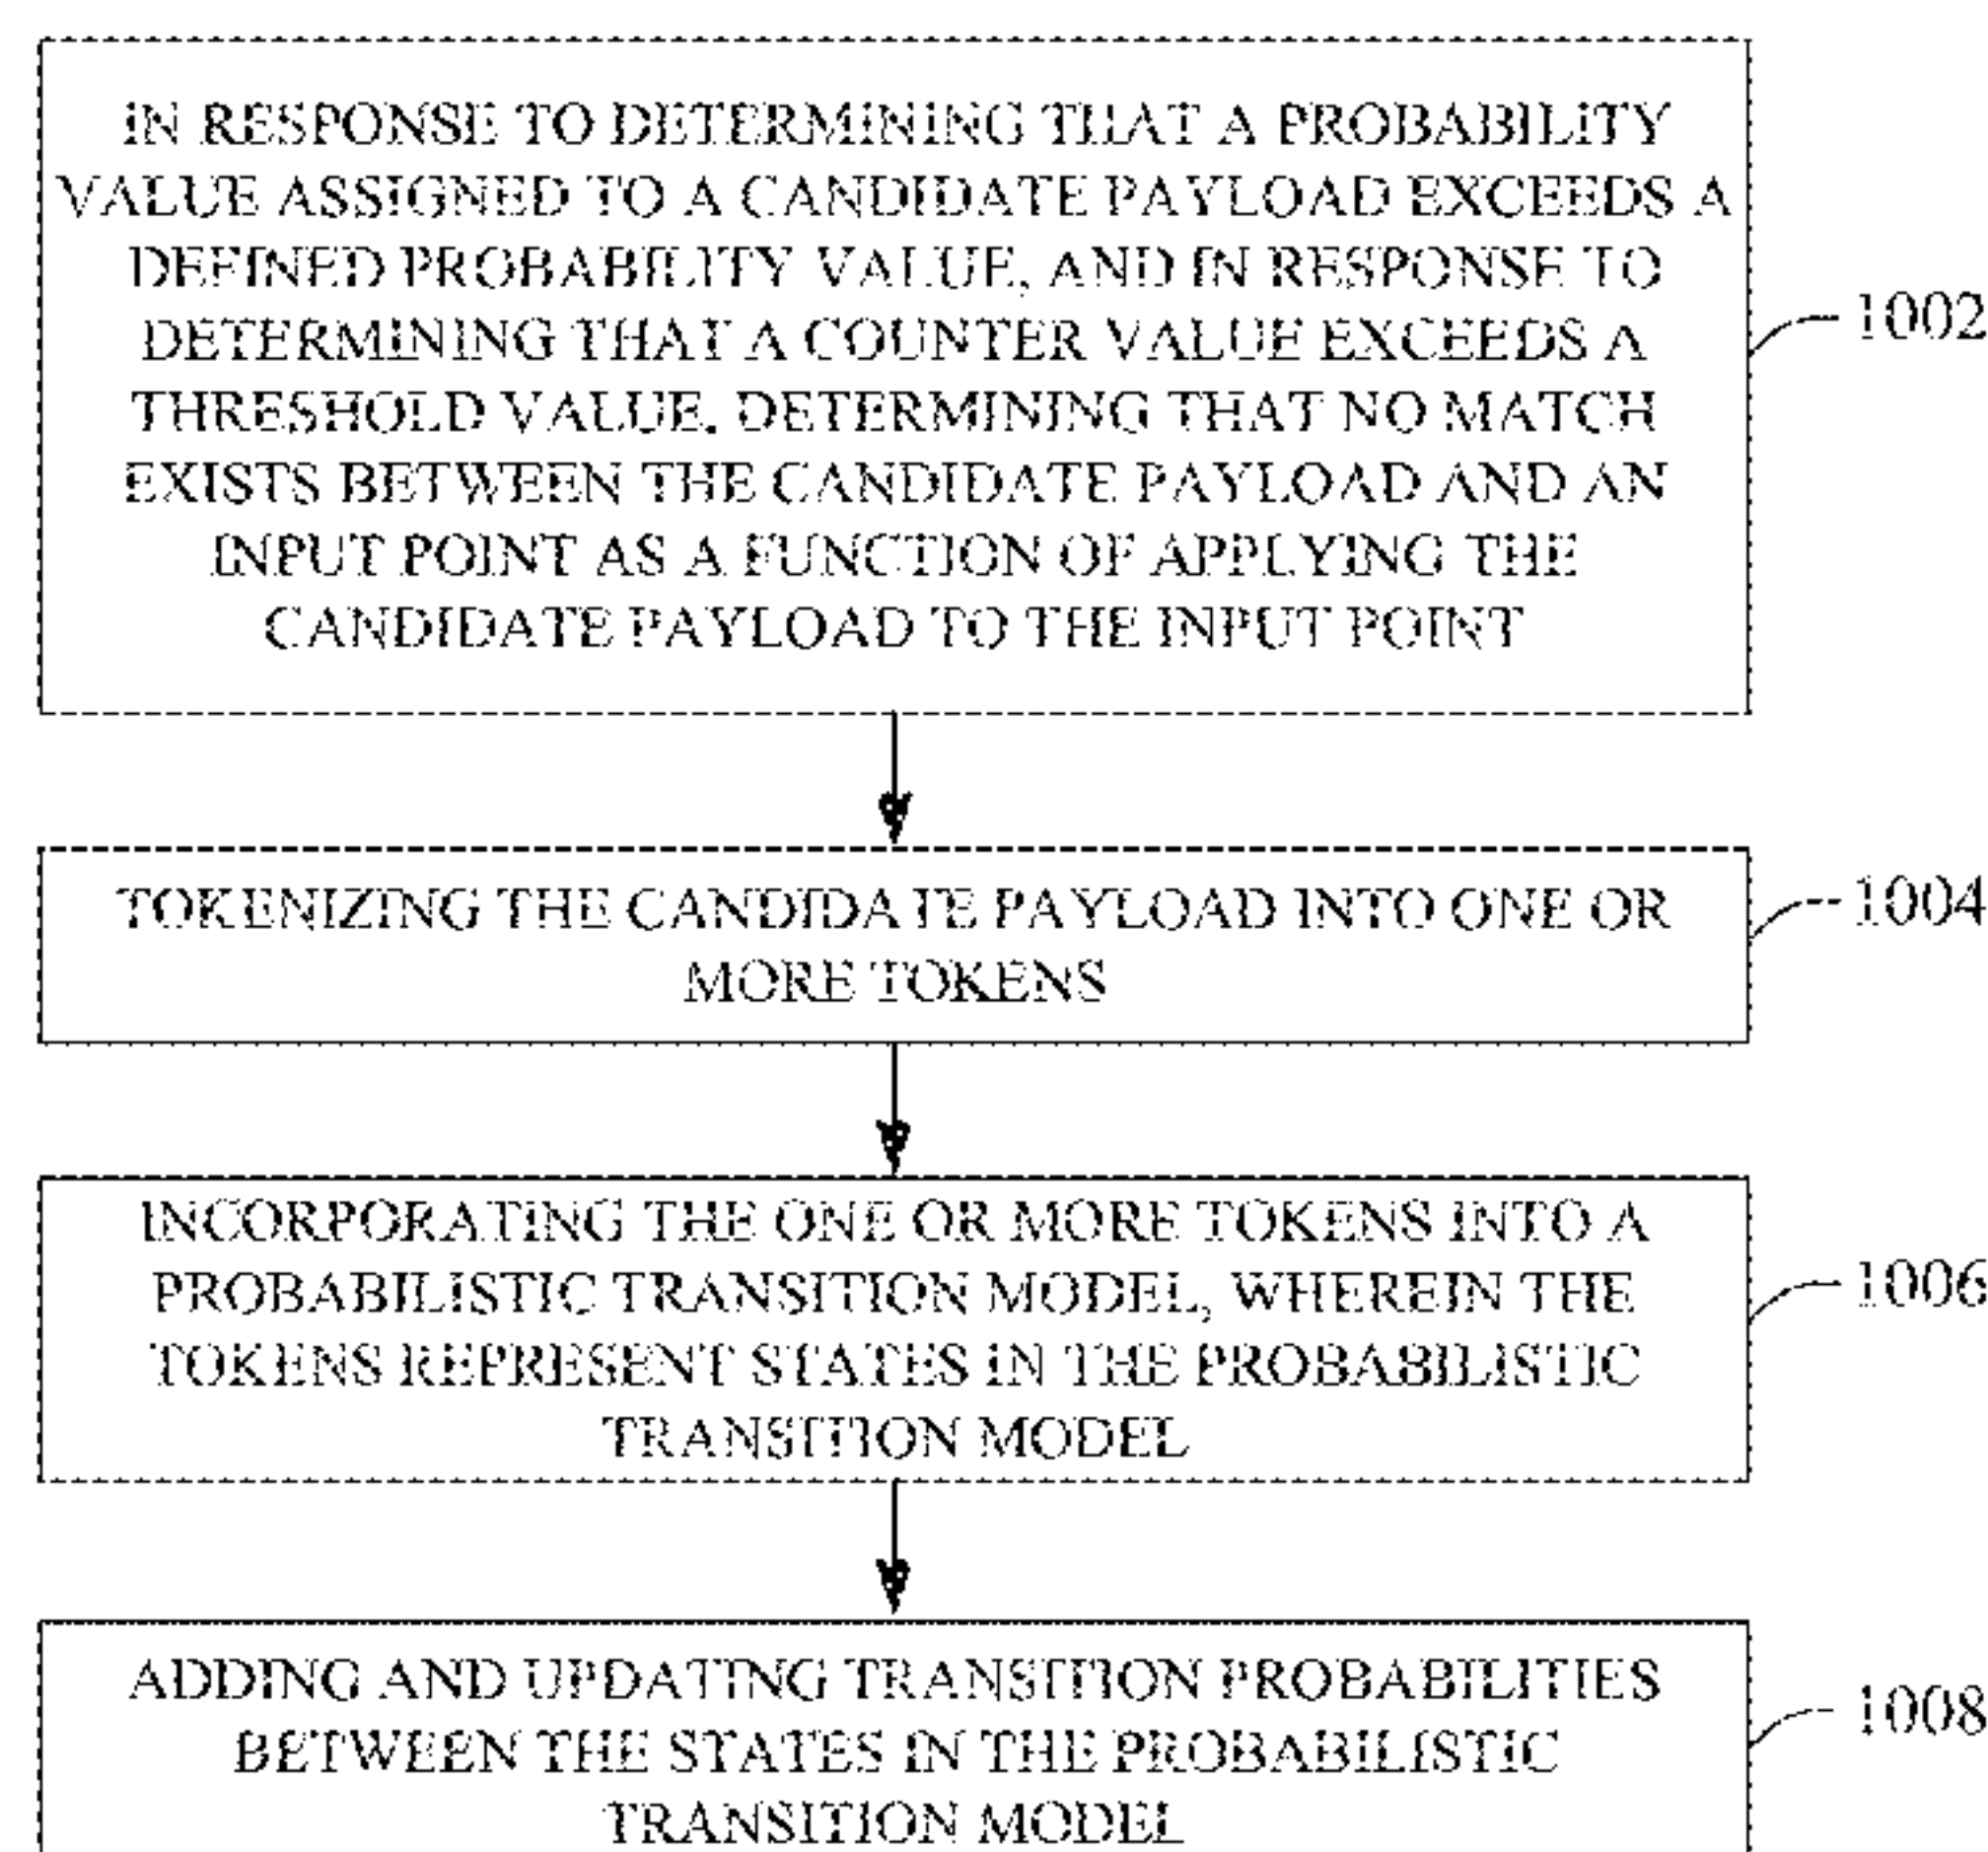 IN RESPONSE TO DETERMINING THAT A PROBABILITY
VALUE ASSIGNED TO A CANDIDATE PAYLOAD EXCEEDS A
DEFINED PROBABILITY VALUE, AND IN RESPONSE TO
DETERMINING THAT A COUNTER VALUE EXCEEDS A
THRESHOLD VALUE, DETERMINING THAT NO MATCH
EXISTS BETWEEN THE CANDIDATE PAYLOAD AND AN
INPUT POINT AS A FUNCTION OF APPLYING THE
CANDIDATE PAYLOAD TO THE INPUT POINT
1002
TOKENIZING THE CANDIDATE PAYLOAD INTO ONE OR
MORE TOKENS
1004
INCORPORATING THE ONE OR MORE TOKENS INTO A
PROBABILISTIC TRANSITION MODEL, WHEREIN THE
TOKENS REPRESENT STATES IN THE PROBABILISTIC
TRANSITION MODEL
1006
ADDING AND UPDATING TRANSITION PROBABILITIES
BETWEEN THE STATES IN THE PROBABILISTIC
TRANSITION MODEL
1008